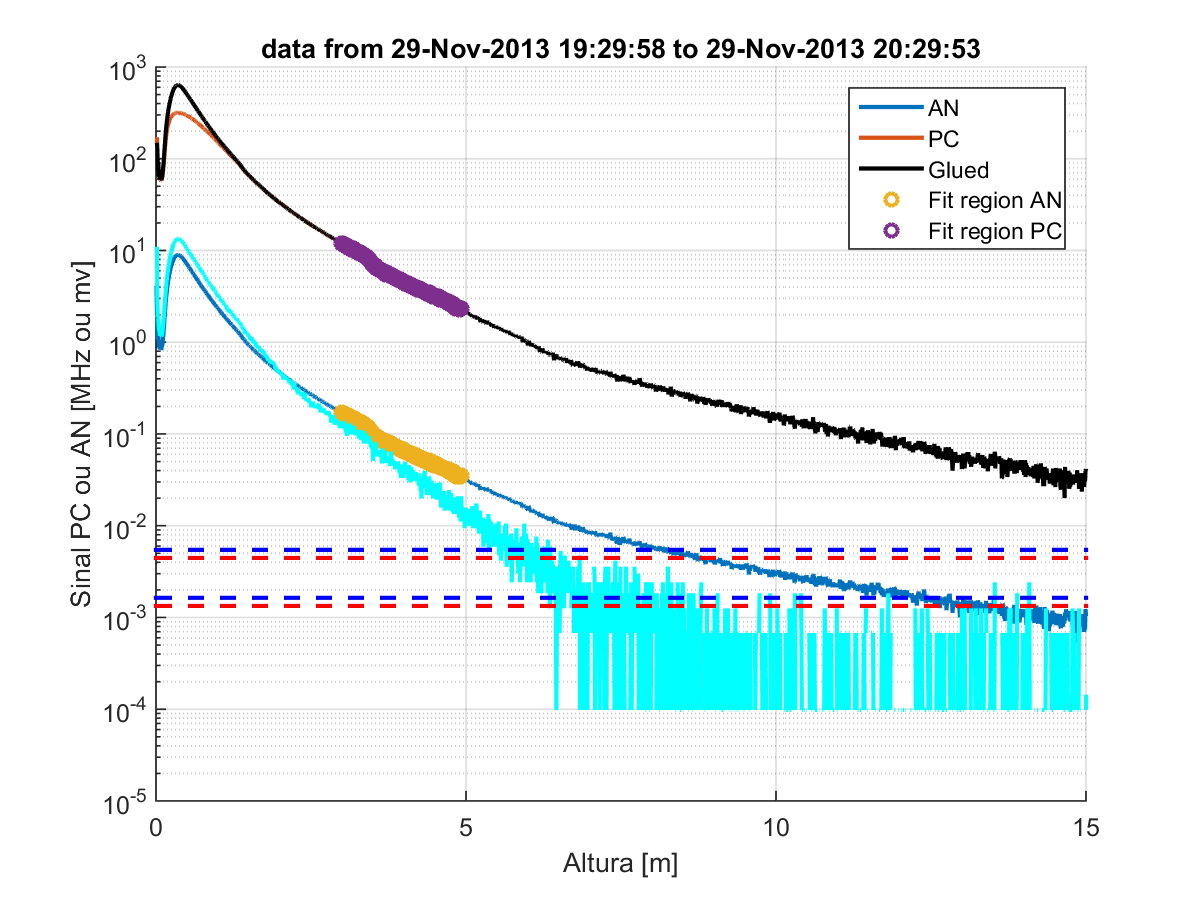 data from 29-Nov-2013 19:29:58 to 29-Nov-2013 20:29:53
AN
PC
Glued
Fit region AN
Fit region PC
Sinal PC ou AN [MHz ou mv]
10^3
10^2
10^1
10^0
10^-1
10^-2
10^-3
10^-4
10^-5
0 5 10 15
Altura [m]